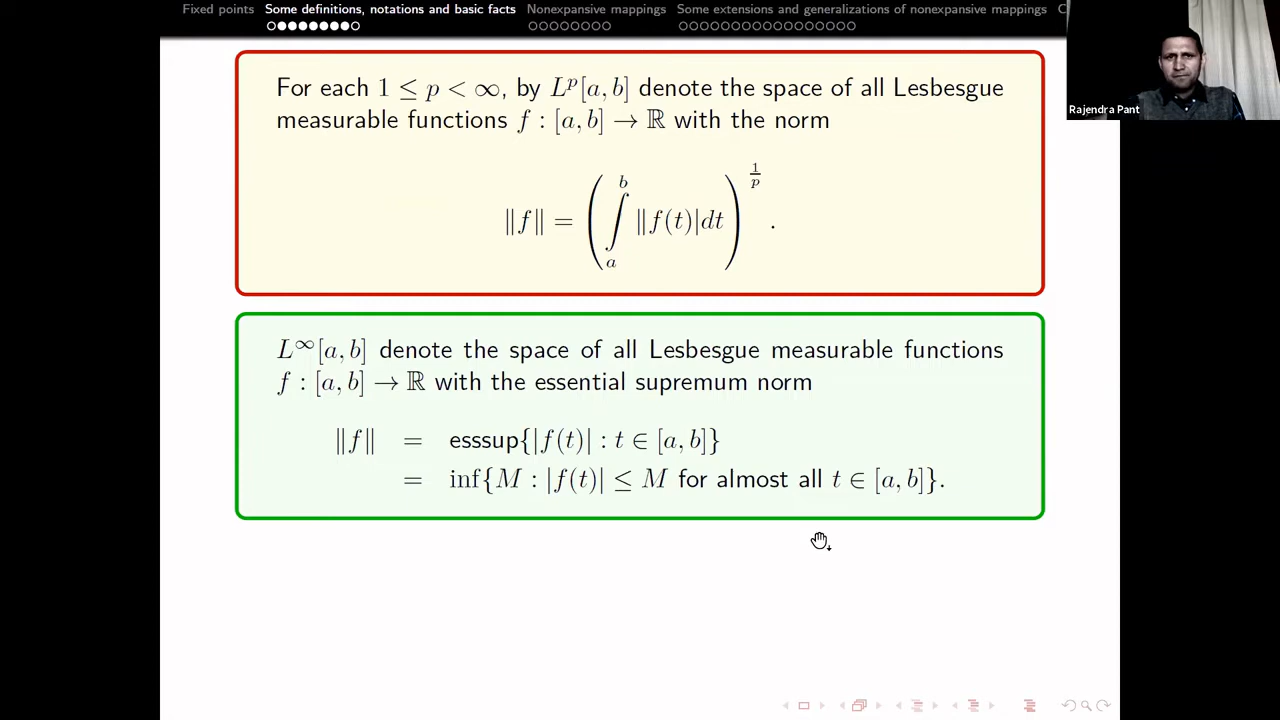 Fixed points Some definitions, notations and basic facts Nonexpansive mappings Some extensions and generalizations of nonexpansive mappings C
Rajendra Pant
For each 1 ≤ p < ∞, by L^p[a, b] denote the space of all Lesbesgue
measurable functions f : [a, b] → ℝ with the norm
‖f‖ = ( ∫_a^b ‖f(t)|dt )^{1/p} .
L^∞[a, b] denote the space of all Lesbesgue measurable functions
f : [a, b] → ℝ with the essential supremum norm
‖f‖ = esssup{|f(t)| : t ∈ [a, b]}
= inf{M : |f(t)| ≤ M for almost all t ∈ [a, b]}.